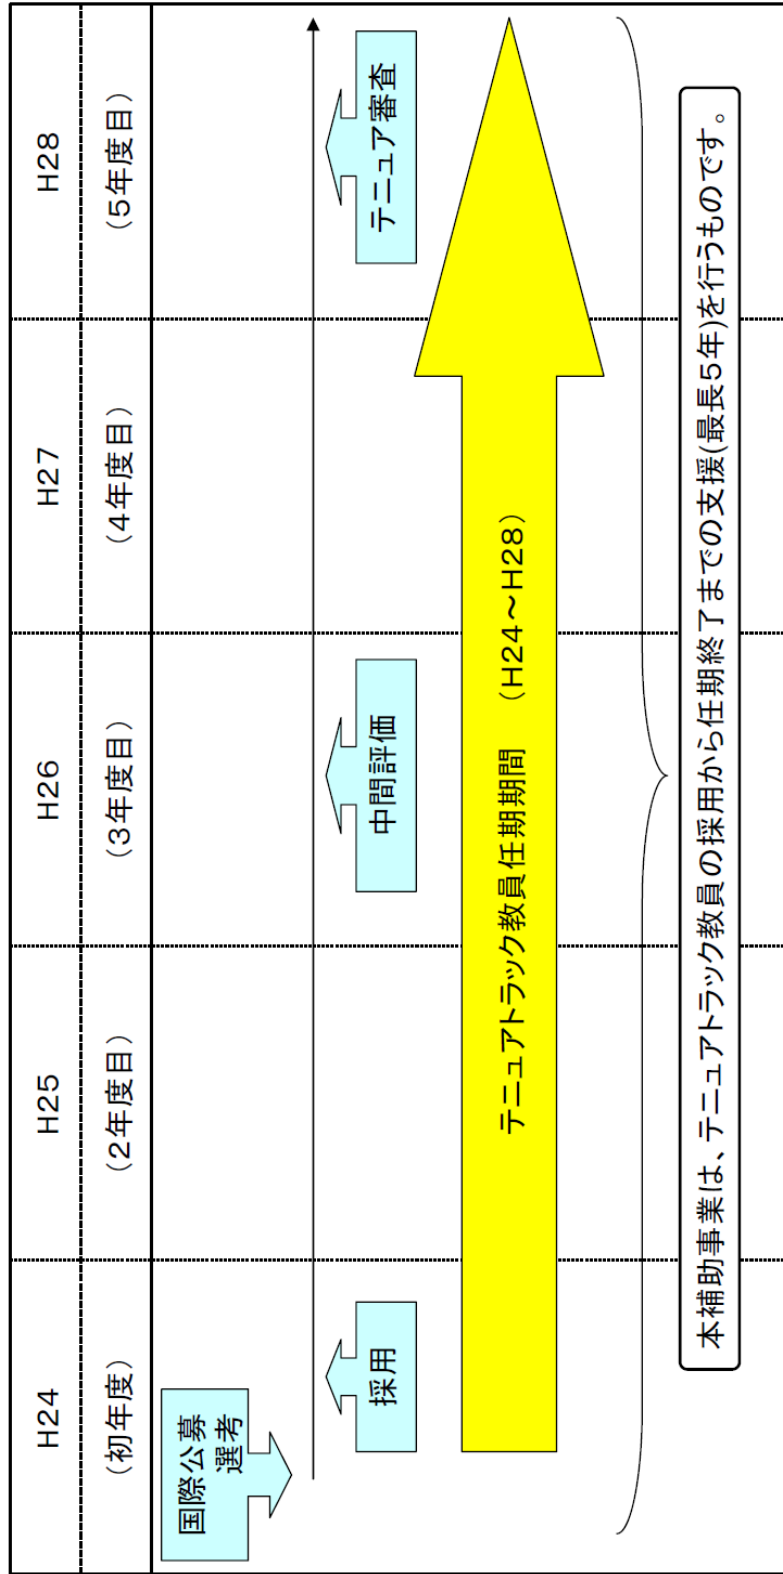 H24
H25
H26
H27
H28
（初年度）
（２年度目）
（３年度目）
（４年度目）
（５年度目）
国際公募
選考
採用
中間評価
テニュア審査
テニュアトラック教員任期期間　（H24～H28）
本補助事業は、テニュアトラック教員の採用から任期終了までの支援(最長５年)を行うものです。